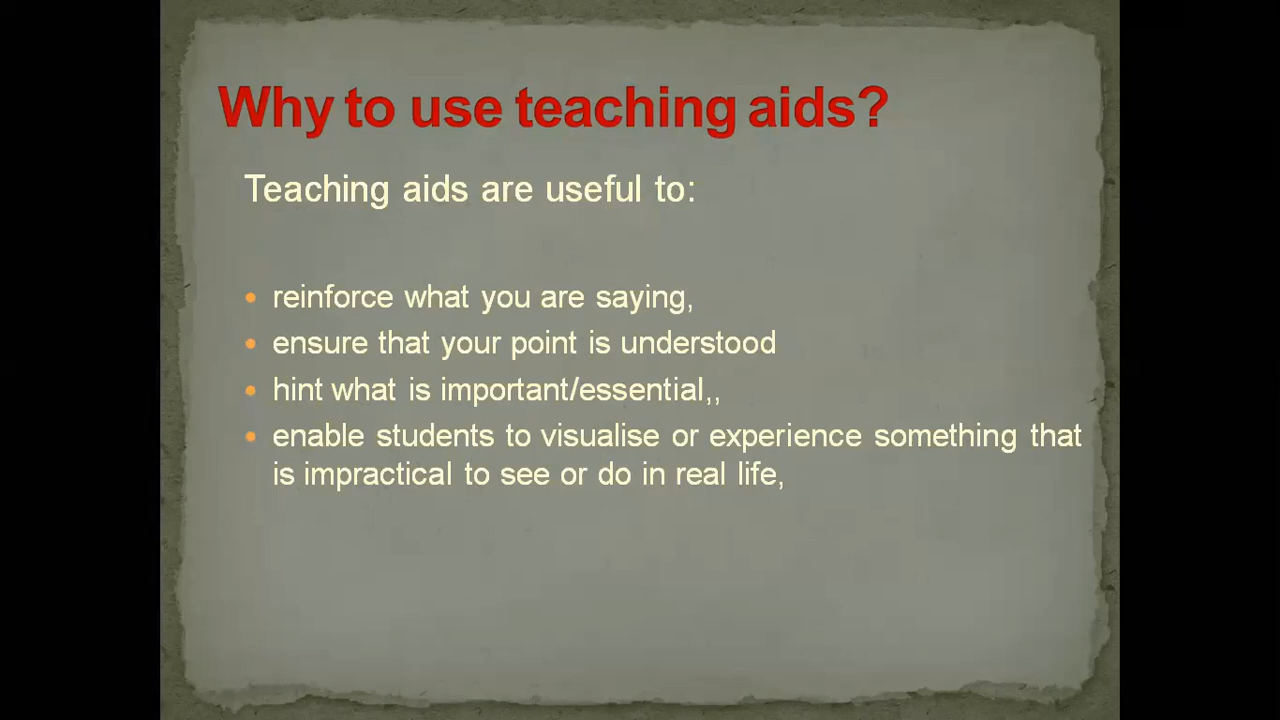 Why to use teaching aids?
Teaching aids are useful to:
• reinforce what you are saying,
• ensure that your point is understood
• hint what is important/essential,,
• enable students to visualise or experience something that
is impractical to see or do in real life,